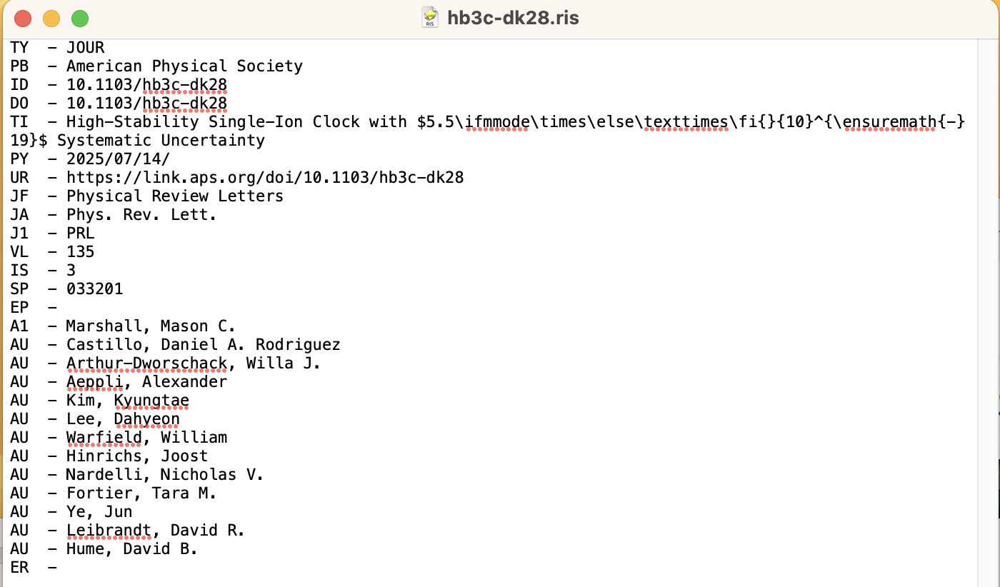 hb3c-dk28.ris
TY  - JOUR
PB  - American Physical Society
ID  - 10.1103/hb3c-dk28
DO  - 10.1103/hb3c-dk28
TI  - High-Stability Single-Ion Clock with $5.5\ifmmode\times\else\texttimes\fi{}{10}^{\ensuremath{-}
19}$ Systematic Uncertainty
PY  - 2025/07/14/
UR  - https://link.aps.org/doi/10.1103/hb3c-dk28
JF  - Physical Review Letters
JA  - Phys. Rev. Lett.
J1  - PRL
VL  - 135
IS  - 3
SP  - 033201
EP  -
A1  - Marshall, Mason C.
AU  - Castillo, Daniel A. Rodriguez
AU  - Arthur-Dworschack, Willa J.
AU  - Aeppli, Alexander
AU  - Kim, Kyungtae
AU  - Lee, Dahyeon
AU  - Warfield, William
AU  - Hinrichs, Joost
AU  - Nardelli, Nicholas V.
AU  - Fortier, Tara M.
AU  - Ye, Jun
AU  - Leibrandt, David R.
AU  - Hume, David B.
ER  -